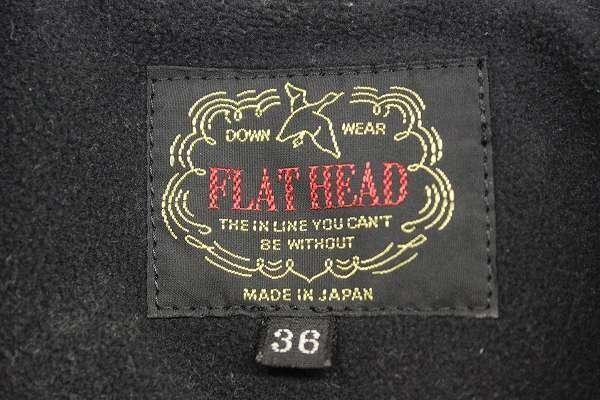 DOWN WEAR
FLAT HEAD
THE IN LINE YOU CAN'T
BE WITHOUT
MADE IN JAPAN
36